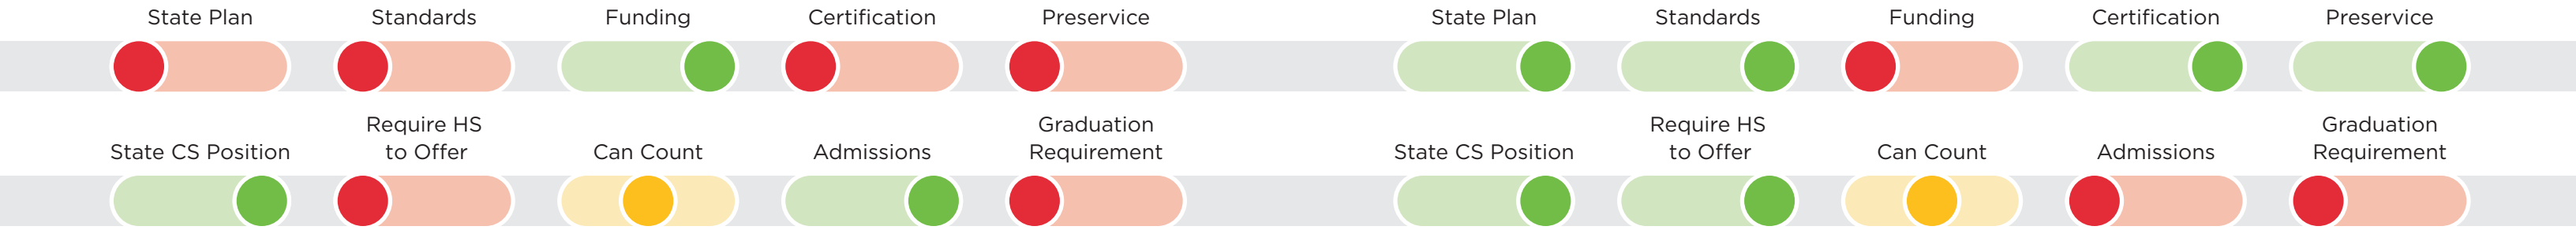 State Plan Standards Funding Certification Preservice
State CS Position
Require HS
to Offer
Can Count
Admissions
Graduation
Requirement
State Plan Standards Funding Certification Preservice
State CS Position
Require HS
to Offer
Can Count
Admissions
Graduation
Requirement